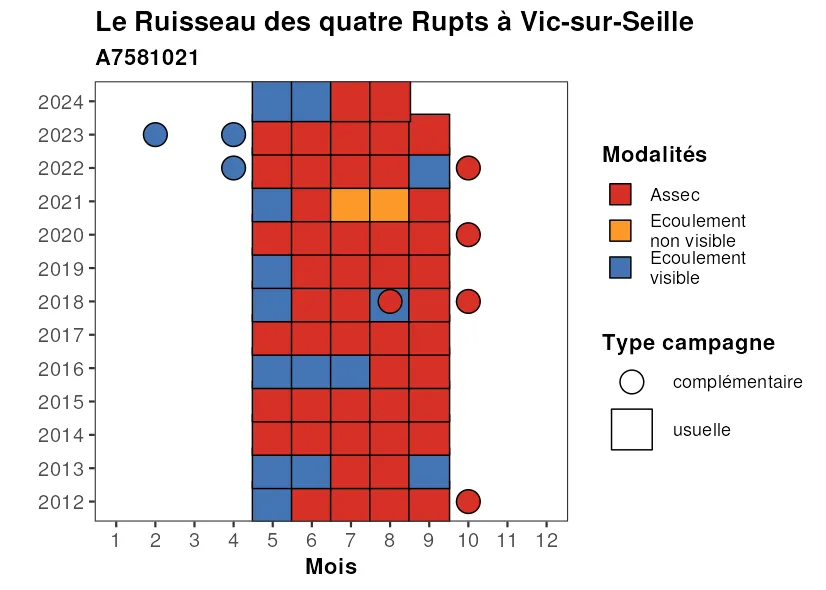 Le Ruisseau des quatre Rupts à Vic-sur-Seille
A7581021
2024
2023
2022
2021
2020
2019
2018
2017
2016
2015
2014
2013
2012
1 2 3 4 5 6 7 8 9 10 11 12
Mois
Modalités
Assec
Ecoulement
non visible
Ecoulement
visible
Type campagne
complémentaire
usuelle